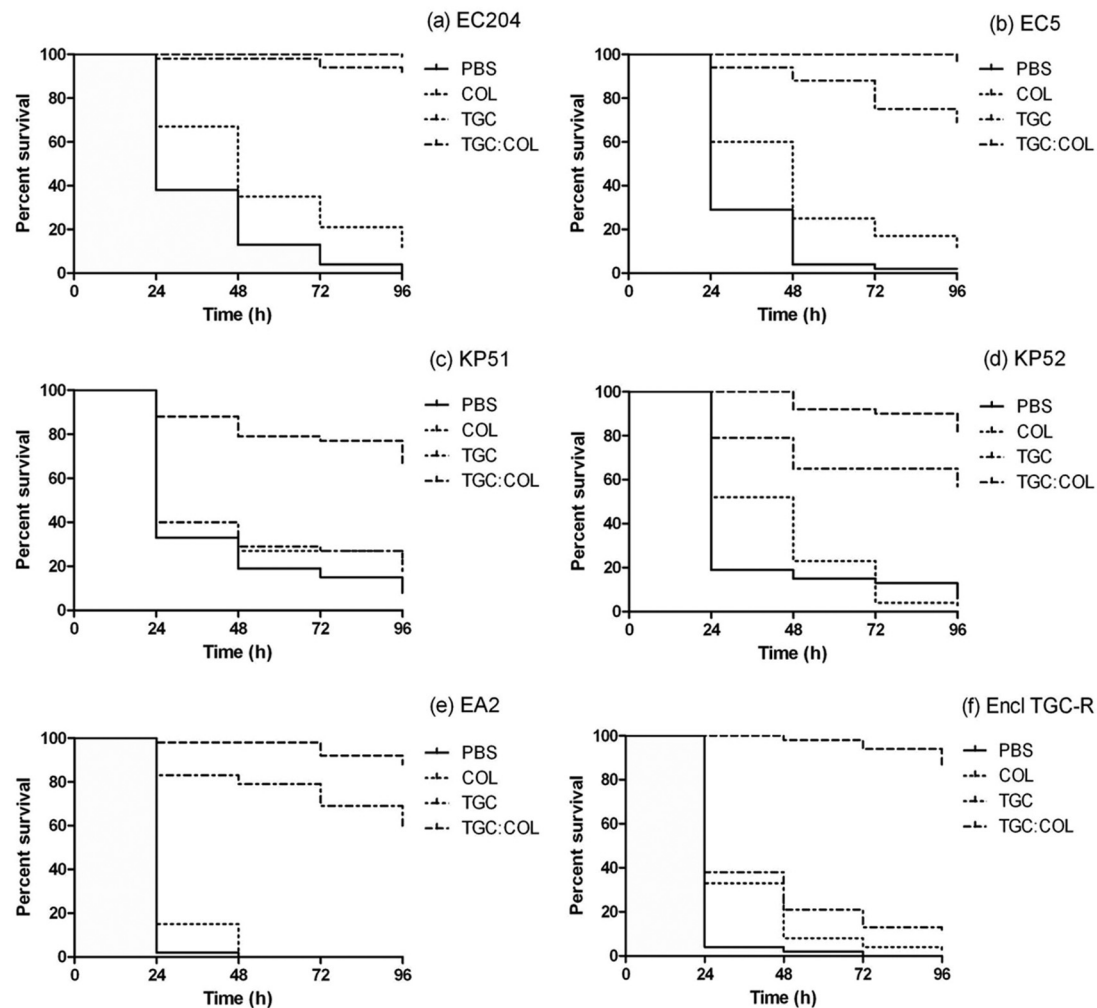 (a) EC204
Percent survival
100
80
60
40
20
0
0 24 48 72 96
Time (h)
PBS
COL
TGC
TGC:COL
(b) EC5
Percent survival
100
80
60
40
20
0
0 24 48 72 96
Time (h)
PBS
COL
TGC
TGC:COL
(c) KP51
Percent survival
100
80
60
40
20
0
0 24 48 72 96
Time (h)
PBS
COL
TGC
TGC:COL
(d) KP52
Percent survival
100
80
60
40
20
0
0 24 48 72 96
Time (h)
PBS
COL
TGC
TGC:COL
(e) EA2
Percent survival
100
80
60
40
20
0
0 24 48 72 96
Time (h)
PBS
COL
TGC
TGC:COL
(f) Encl TGC-R
Percent survival
100
80
60
40
20
0
0 24 48 72 96
Time (h)
PBS
COL
TGC
TGC:COL